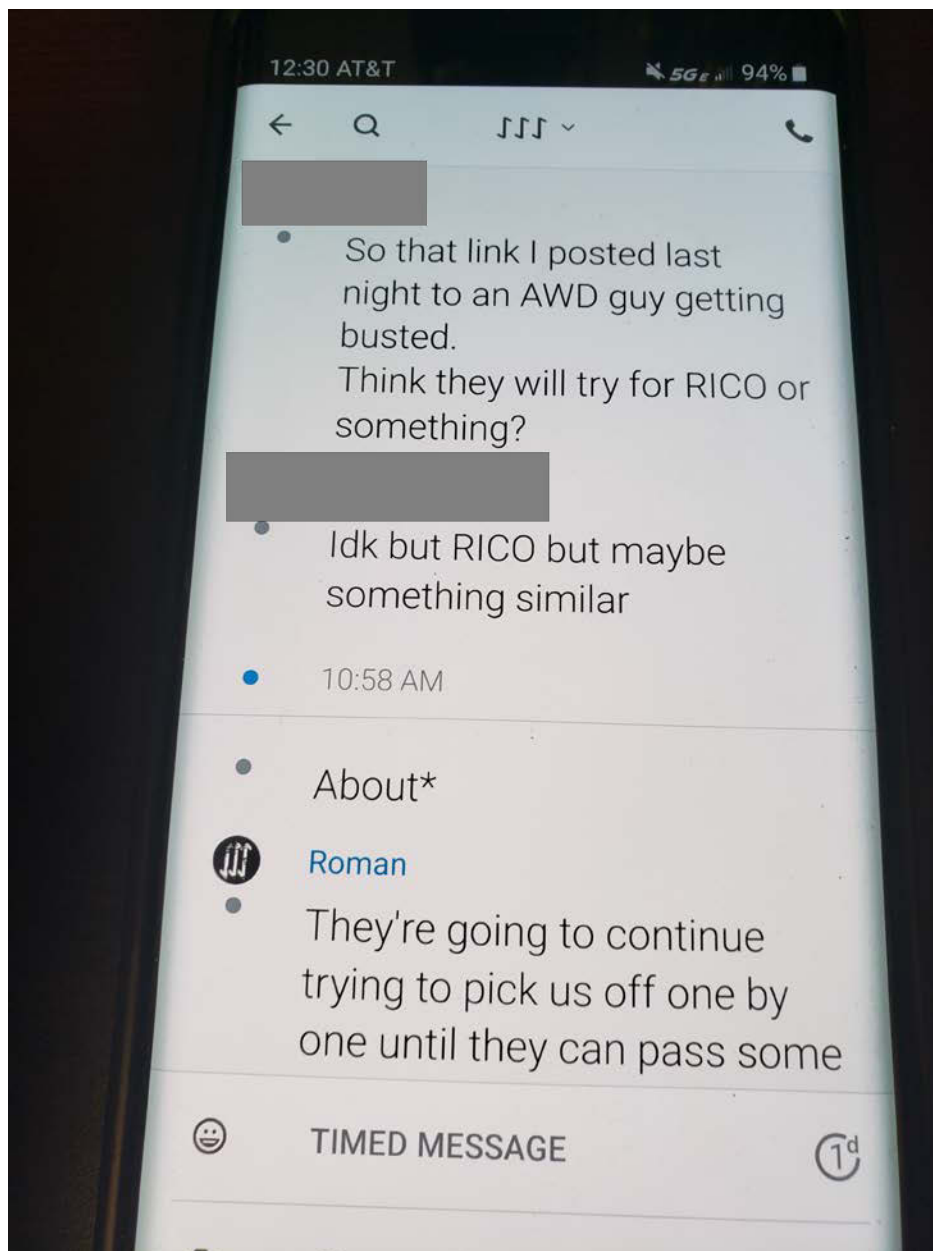 12:30 AT&T 5G E 94%
So that link I posted last
night to an AWD guy getting
busted.
Think they will try for RICO or
something?
Idk but RICO but maybe
something similar
10:58 AM
About*
Roman
They're going to continue
trying to pick us off one by
one until they can pass some
TIMED MESSAGE
1d